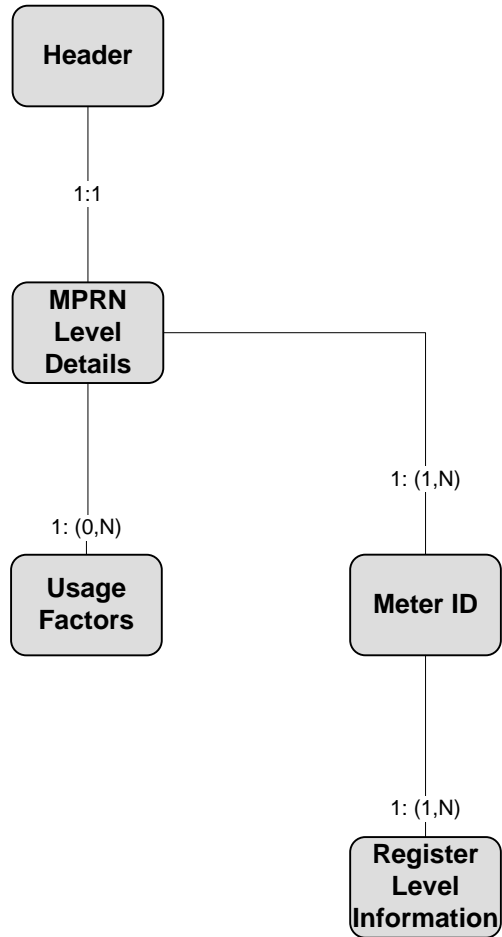 Header
1:1
MPRN
Level
Details
1: (0,N)
1: (1,N)
Usage
Factors
Meter ID
1: (1,N)
Register
Level
Information